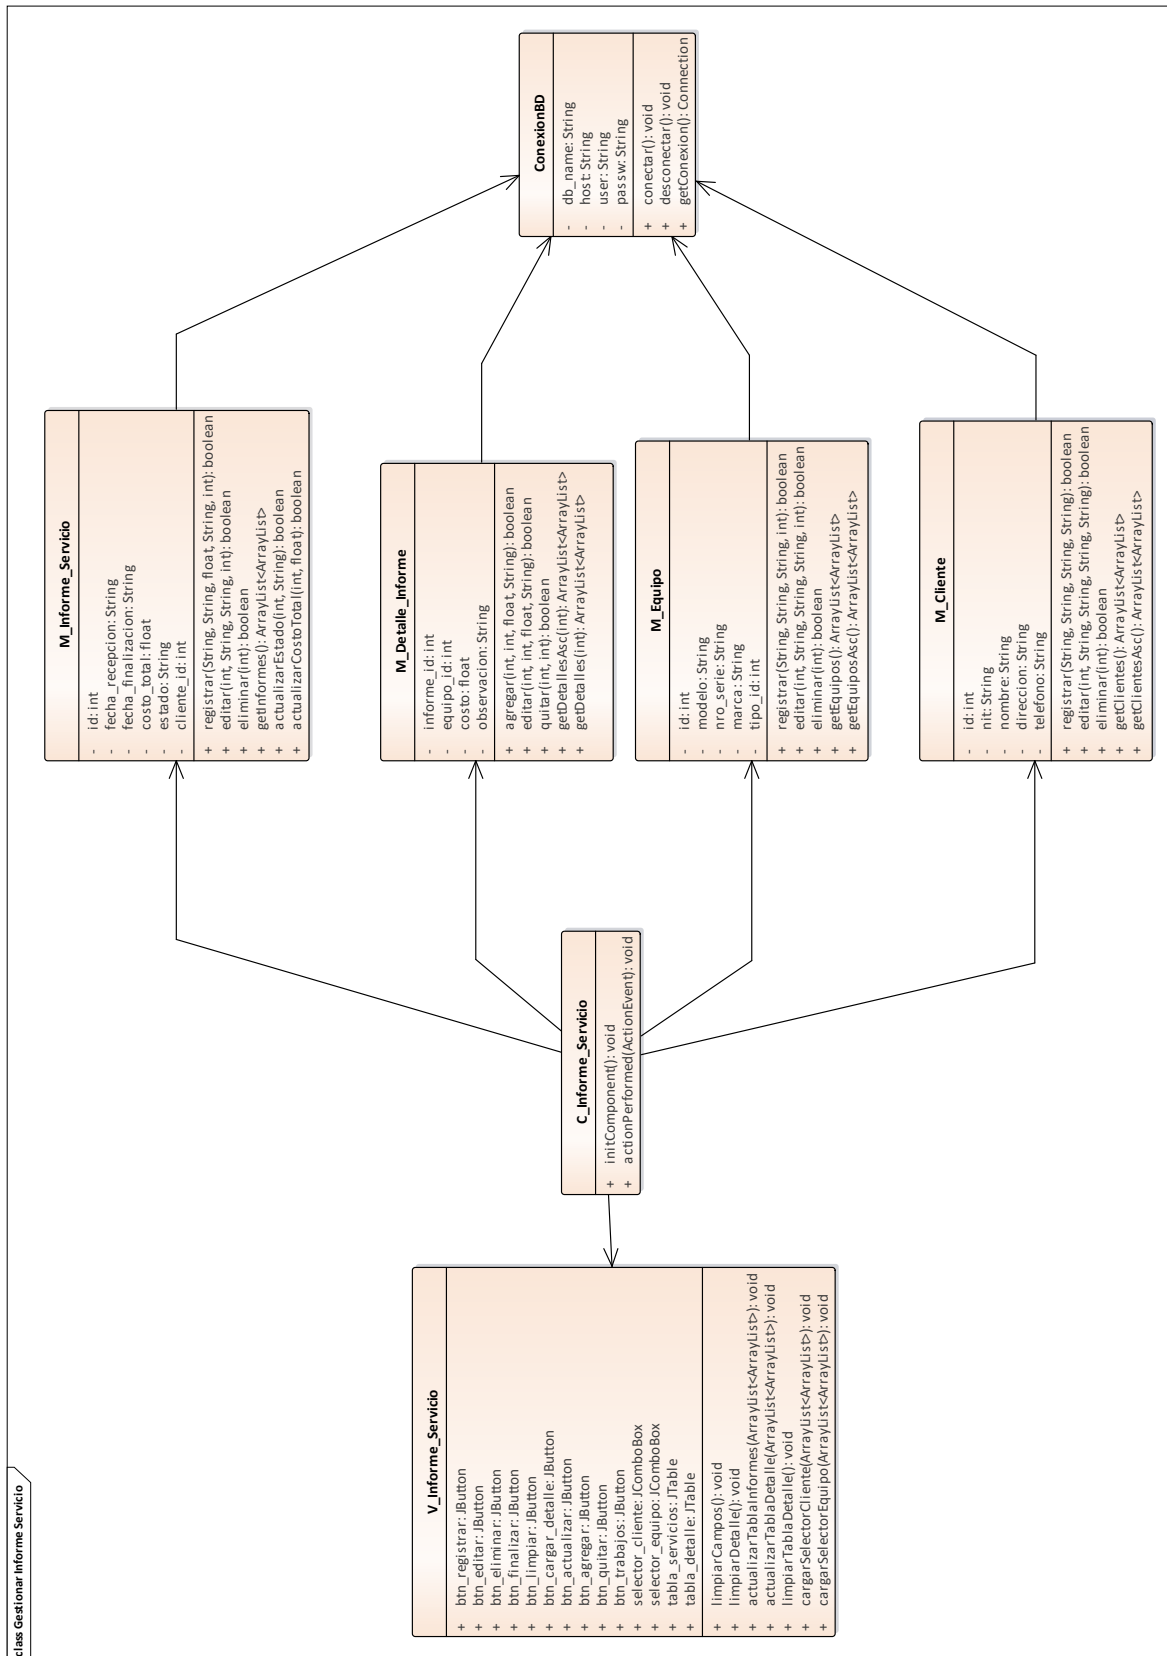 class Gestionar Informe Servicio
V_Informe_Servicio
+ btn_registrar: JButton
+ btn_editar: JButton
+ btn_eliminar: JButton
+ btn_finalizar: JButton
+ btn_limpiar: JButton
+ btn_cargar_detalle: JButton
+ btn_actualizar: JButton
+ btn_agregar: JButton
+ btn_quitar: JButton
+ btn_trabajos: JButton
+ selector_cliente: JComboBox
+ selector_equipo: JComboBox
+ tabla_servicios: JTable
+ tabla_detalle: JTable
+ limpiarCampos(): void
+ limpiarDetalle(): void
+ actualizarTablaInformes(ArrayList<ArrayList>): void
+ actualizarTablaDetalle(ArrayList<ArrayList>): void
+ limpiarTablaDetalle(): void
+ cargarSelectorCliente(ArrayList<ArrayList>): void
+ cargarSelectorEquipo(ArrayList<ArrayList>): void
C_Informe_Servicio
+ initComponent(): void
+ actionPerformed(ActionEvent): void
M_Informe_Servicio
- id: int
- fecha_recepcion: String
- fecha_finalizacion: String
- costo_total: float
- estado: String
- cliente_id: int
+ registrar(String, String, float, String, int): boolean
+ editar(int, String, String, int): boolean
+ eliminar(int): boolean
+ getInformes(): ArrayList<ArrayList>
+ actualizarEstado(int, String): boolean
+ actualizarCostoTotal(int, float): boolean
M_Detalle_Informe
- informe_id: int
- equipo_id: int
- costo: float
- observacion: String
+ agregar(int, int, float, String): boolean
+ editar(int, int, float, String): boolean
+ quitar(int, int): boolean
+ getDetallesAsc(int): ArrayList<ArrayList>
+ getDetalles(int): ArrayList<ArrayList>
M_Equipo
- id: int
- modelo: String
- nro_serie: String
- marca: String
- tipo_id: int
+ registrar(String, String, String, int): boolean
+ editar(int, String, String, String, int): boolean
+ eliminar(int): boolean
+ getEquipos(): ArrayList<ArrayList>
+ getEquiposAsc(): ArrayList<ArrayList>
M_Cliente
- id: int
- nit: String
- nombre: String
- direccion: String
- telefono: String
+ registrar(String, String, String, String): boolean
+ editar(int, String, String, String, String): boolean
+ eliminar(int): boolean
+ getClientes(): ArrayList<ArrayList>
+ getClientesAsc(): ArrayList<ArrayList>
ConexionBD
- db_name: String
- host: String
- user: String
- passw: String
+ conectar(): void
+ desconectar(): void
+ getConexion(): Connection